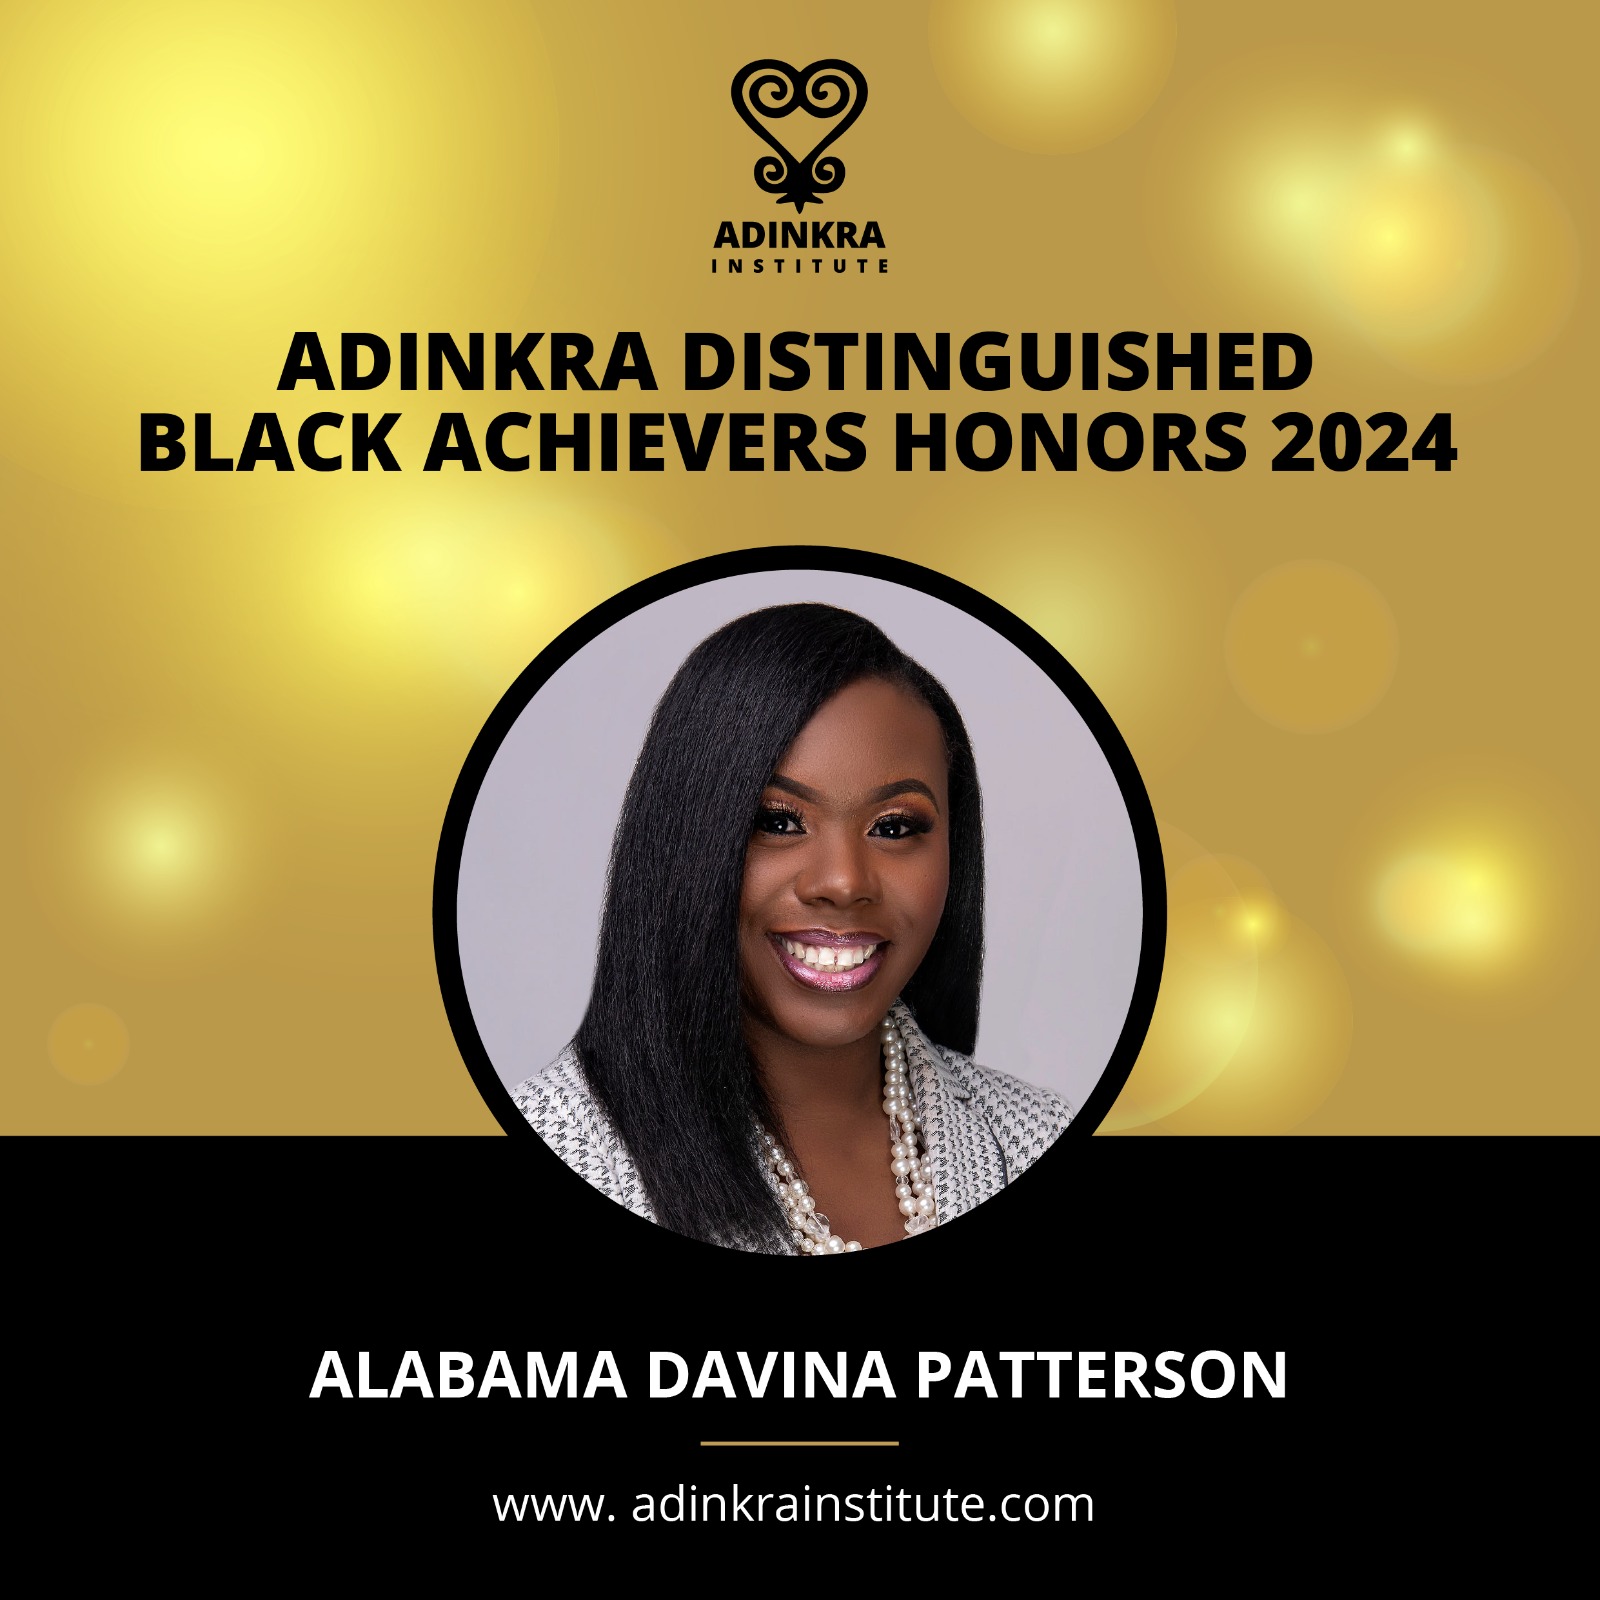 ADINKRA
INSTITUTE
ADINKRA DISTINGUISHED
BLACK ACHIEVERS HONORS 2024
ALABAMA DAVINA PATTERSON
www. adinkrainstitute.com